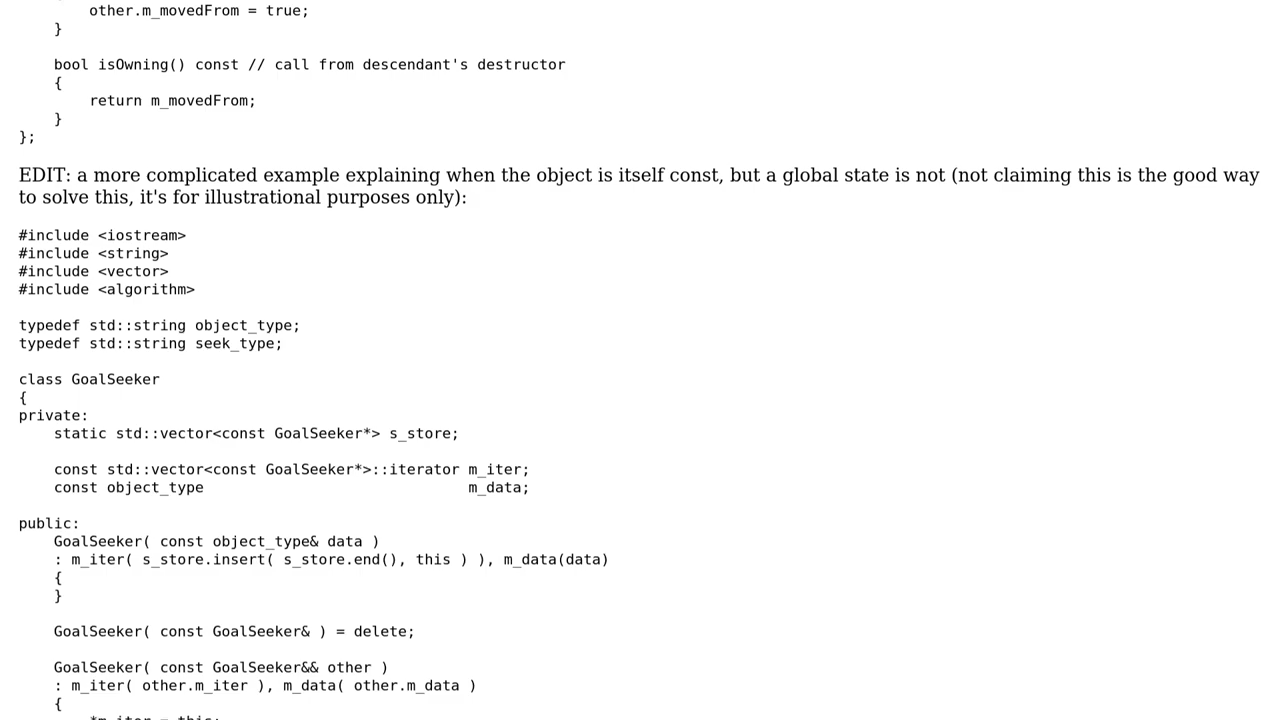 other.m_movedFrom = true;
}
bool isOwning() const // call from descendant's destructor
{
return m_movedFrom;
}
};
EDIT: a more complicated example explaining when the object is itself const, but a global state is not (not claiming this is the good way
to solve this, it's for illustrational purposes only):
#include <iostream>
#include <string>
#include <vector>
#include <algorithm>
typedef std::string object_type;
typedef std::string seek_type;
class GoalSeeker
{
private:
static std::vector<const GoalSeeker*> s_store;
const std::vector<const GoalSeeker*>::iterator m_iter;
const object_type                              m_data;
public:
GoalSeeker( const object_type& data )
: m_iter( s_store.insert( s_store.end(), this ) ), m_data(data)
{
}
GoalSeeker( const GoalSeeker& ) = delete;
GoalSeeker( const GoalSeeker&& other )
: m_iter( other.m_iter ), m_data( other.m_data )
{
*m_iter = this;